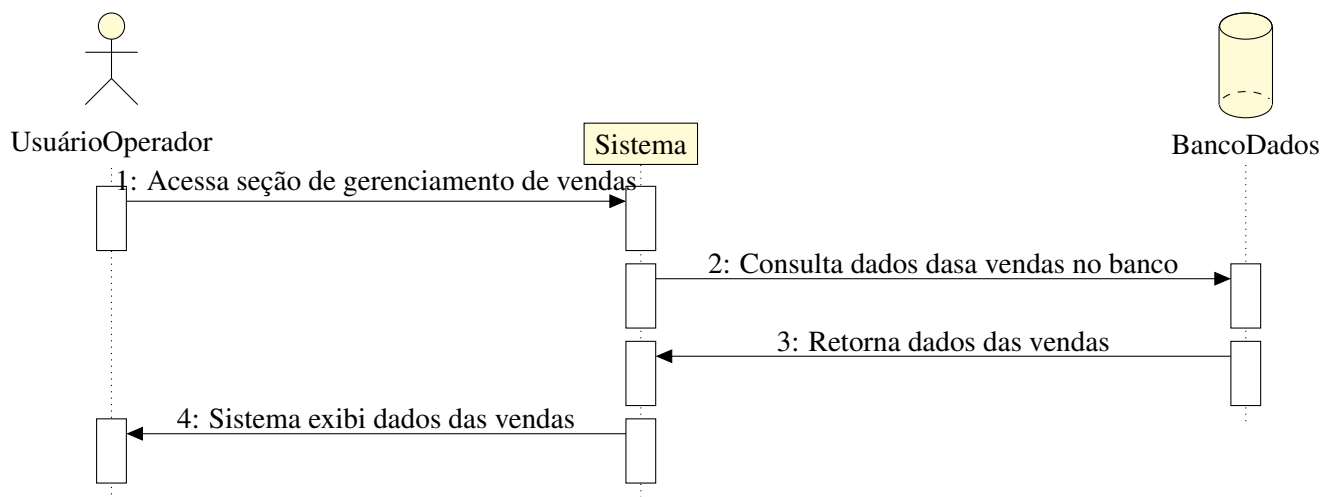 UsuárioOperador
Sistema
BancoDados
1: Acessa seção de gerenciamento de vendas
2: Consulta dados dasa vendas no banco
3: Retorna dados das vendas
4: Sistema exibi dados das vendas